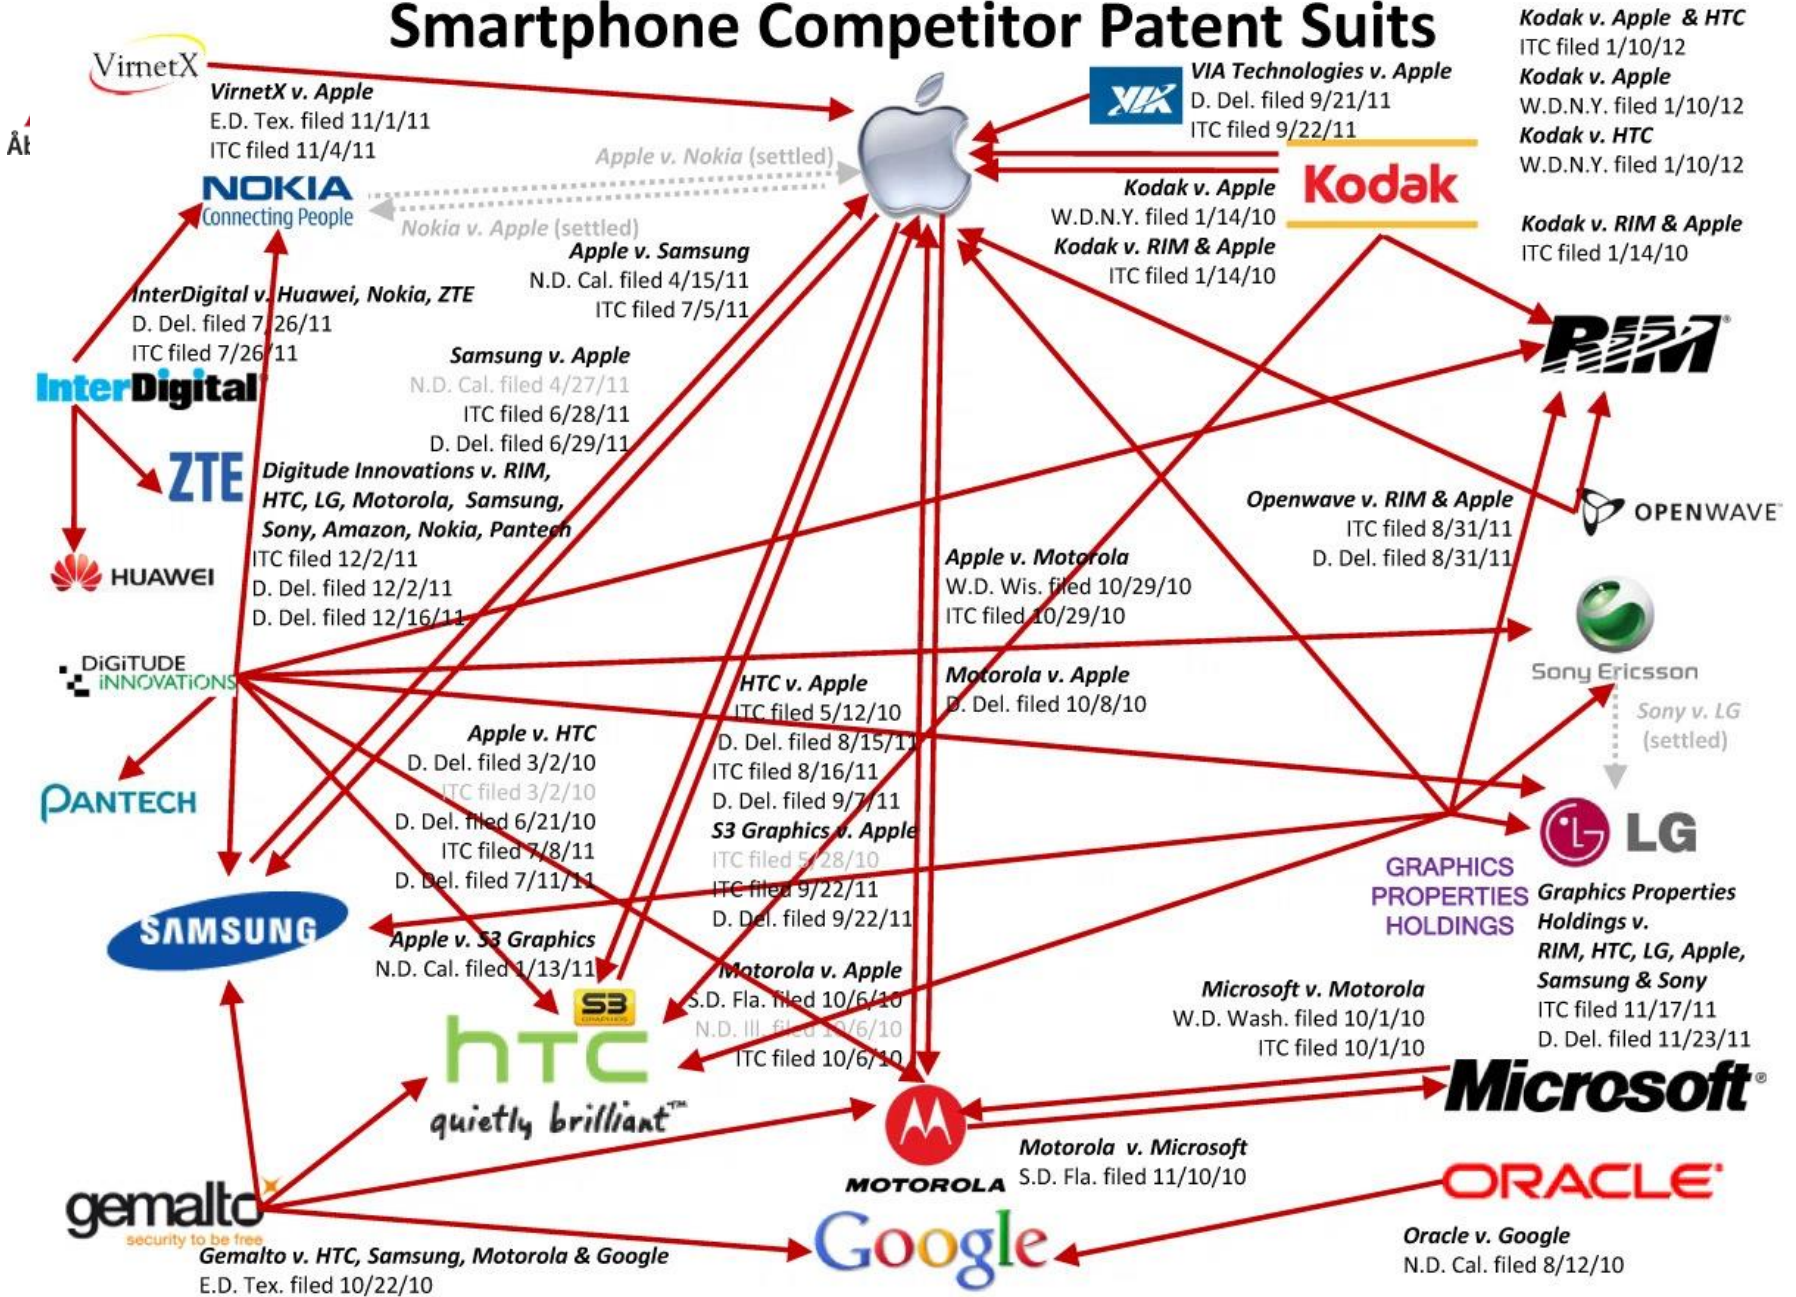 Smartphone Competitor Patent Suits
VirnetX
VirnetX v. Apple
E.D. Tex. filed 11/1/11
ITC filed 11/4/11
VIA
VIA Technologies v. Apple
D. Del. filed 9/21/11
ITC filed 9/22/11
Kodak v. Apple & HTC
ITC filed 1/10/12
Kodak v. Apple
W.D.N.Y. filed 1/10/12
Kodak v. HTC
W.D.N.Y. filed 1/10/12
Kodak v. RIM & Apple
ITC filed 1/14/10
Kodak
Kodak v. Apple
W.D.N.Y. filed 1/14/10
Kodak v. RIM & Apple
ITC filed 1/14/10
NOKIA
Connecting People
Apple v. Nokia (settled)
Nokia v. Apple (settled)
Apple v. Samsung
N.D. Cal. filed 4/15/11
ITC filed 7/5/11
InterDigital v. Huawei, Nokia, ZTE
D. Del. filed 7/26/11
ITC filed 7/26/11
InterDigital
Samsung v. Apple
N.D. Cal. filed 4/27/11
ITC filed 6/28/11
D. Del. filed 6/29/11
RIM®
ZTE
HUAWEI
Digitude Innovations v. RIM,
HTC, LG, Motorola, Samsung,
Sony, Amazon, Nokia, Pantech
ITC filed 12/2/11
D. Del. filed 12/2/11
D. Del. filed 12/16/11
Openwave v. RIM & Apple
ITC filed 8/31/11
D. Del. filed 8/31/11
OPENWAVE™
Apple v. Motorola
W.D. Wis. filed 10/29/10
ITC filed 10/29/10
Motorola v. Apple
D. Del. filed 10/8/10
Sony Ericsson
Sony v. LG
(settled)
DiGiTUDE
iNNOVATiONS
PANTECH
HTC v. Apple
ITC filed 5/12/10
D. Del. filed 8/15/11
ITC filed 8/16/11
D. Del. filed 9/7/11
S3 Graphics v. Apple
ITC filed 5/28/10
ITC filed 9/22/11
D. Del. filed 9/22/11
Apple v. HTC
D. Del. filed 3/2/10
ITC filed 3/2/10
D. Del. filed 6/21/10
ITC filed 7/8/11
D. Del. filed 7/11/11
Apple v. S3 Graphics
N.D. Cal. filed 1/13/11
LG
GRAPHICS
PROPERTIES
HOLDINGS
Graphics Properties
Holdings v.
RIM, HTC, LG, Apple,
Samsung & Sony
ITC filed 11/17/11
D. Del. filed 11/23/11
SAMSUNG
S3
GRAPHICS
hTC
quietly brilliant™
Motorola v. Apple
S.D. Fla. filed 10/6/10
N.D. Ill. filed 10/6/10
ITC filed 10/6/10
Microsoft v. Motorola
W.D. Wash. filed 10/1/10
ITC filed 10/1/10
Microsoft®
MOTOROLA
Motorola v. Microsoft
S.D. Fla. filed 11/10/10
ORACLE
gemalto
security to be free
Gemalto v. HTC, Samsung, Motorola & Google
E.D. Tex. filed 10/22/10
Google
Oracle v. Google
N.D. Cal. filed 8/12/10